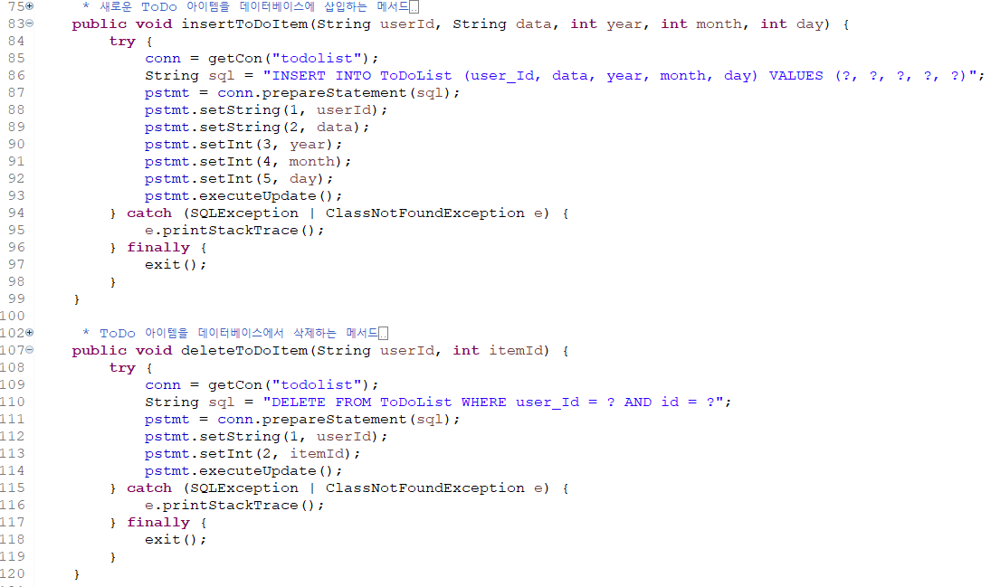 75 * 새로운 ToDo 아이템을 데이터베이스에 삽입하는 메서드..
83 public void insertToDoItem(String userId, String data, int year, int month, int day) {
84 try {
85 conn = getCon("todolist");
86 String sql = "INSERT INTO ToDoList (user_Id, data, year, month, day) VALUES (?, ?, ?, ?, ?)";
87 pstmt = conn.prepareStatement(sql);
88 pstmt.setString(1, userId);
89 pstmt.setString(2, data);
90 pstmt.setInt(3, year);
91 pstmt.setInt(4, month);
92 pstmt.setInt(5, day);
93 pstmt.executeUpdate();
94 } catch (SQLException | ClassNotFoundException e) {
95 e.printStackTrace();
96 } finally {
97 exit();
98 }
99 }
100
102 * ToDo 아이템을 데이터베이스에서 삭제하는 메서드..
107 public void deleteToDoItem(String userId, int itemId) {
108 try {
109 conn = getCon("todolist");
110 String sql = "DELETE FROM ToDoList WHERE user_Id = ? AND id = ?";
111 pstmt = conn.prepareStatement(sql);
112 pstmt.setString(1, userId);
113 pstmt.setInt(2, itemId);
114 pstmt.executeUpdate();
115 } catch (SQLException | ClassNotFoundException e) {
116 e.printStackTrace();
117 } finally {
118 exit();
119 }
120 }